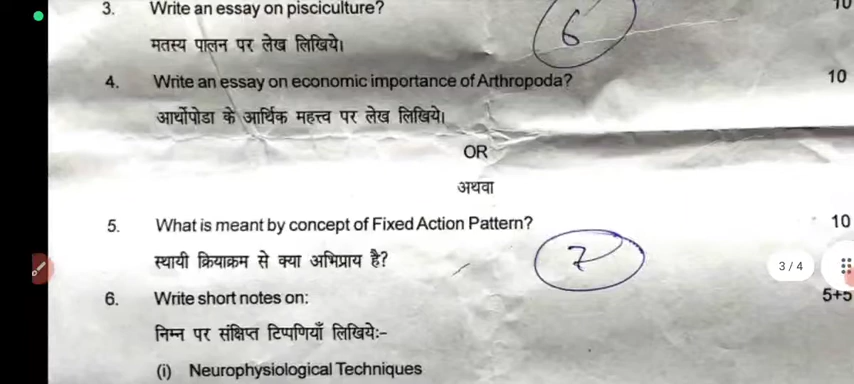 3. Write an essay on pisciculture? 10
6
मतस्य पालन पर लेख लिखिये।
4. Write an essay on economic importance of Arthropoda? 10
आर्थोपोडा के आर्थिक महत्त्व पर लेख लिखिये।
OR
अथवा
5. What is meant by concept of Fixed Action Pattern? 10
स्थायी क्रियाक्रम से क्या अभिप्राय है?
7
3 / 4
6. Write short notes on: 5+5
निम्न पर संक्षिप्त टिप्पणियाँ लिखिये:-
(i) Neurophysiological Techniques